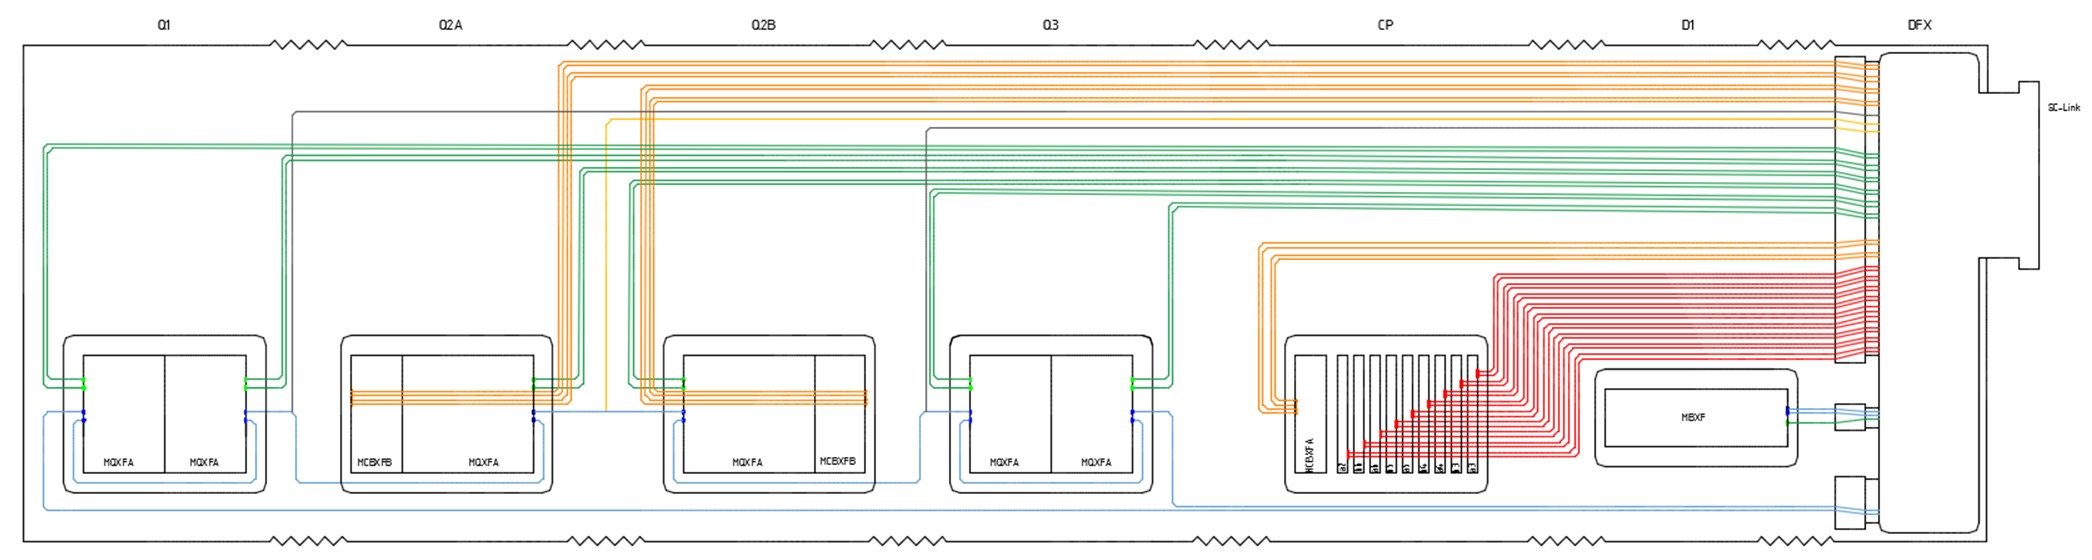 Q1 Q2A Q2B Q3 CP D1 DFX
SC-Link
MQXFA MQXFA
MCBXFB MQXFA
MQXFA MCBXFB
MQXFA MQXFA
MCBXFA
MBXF